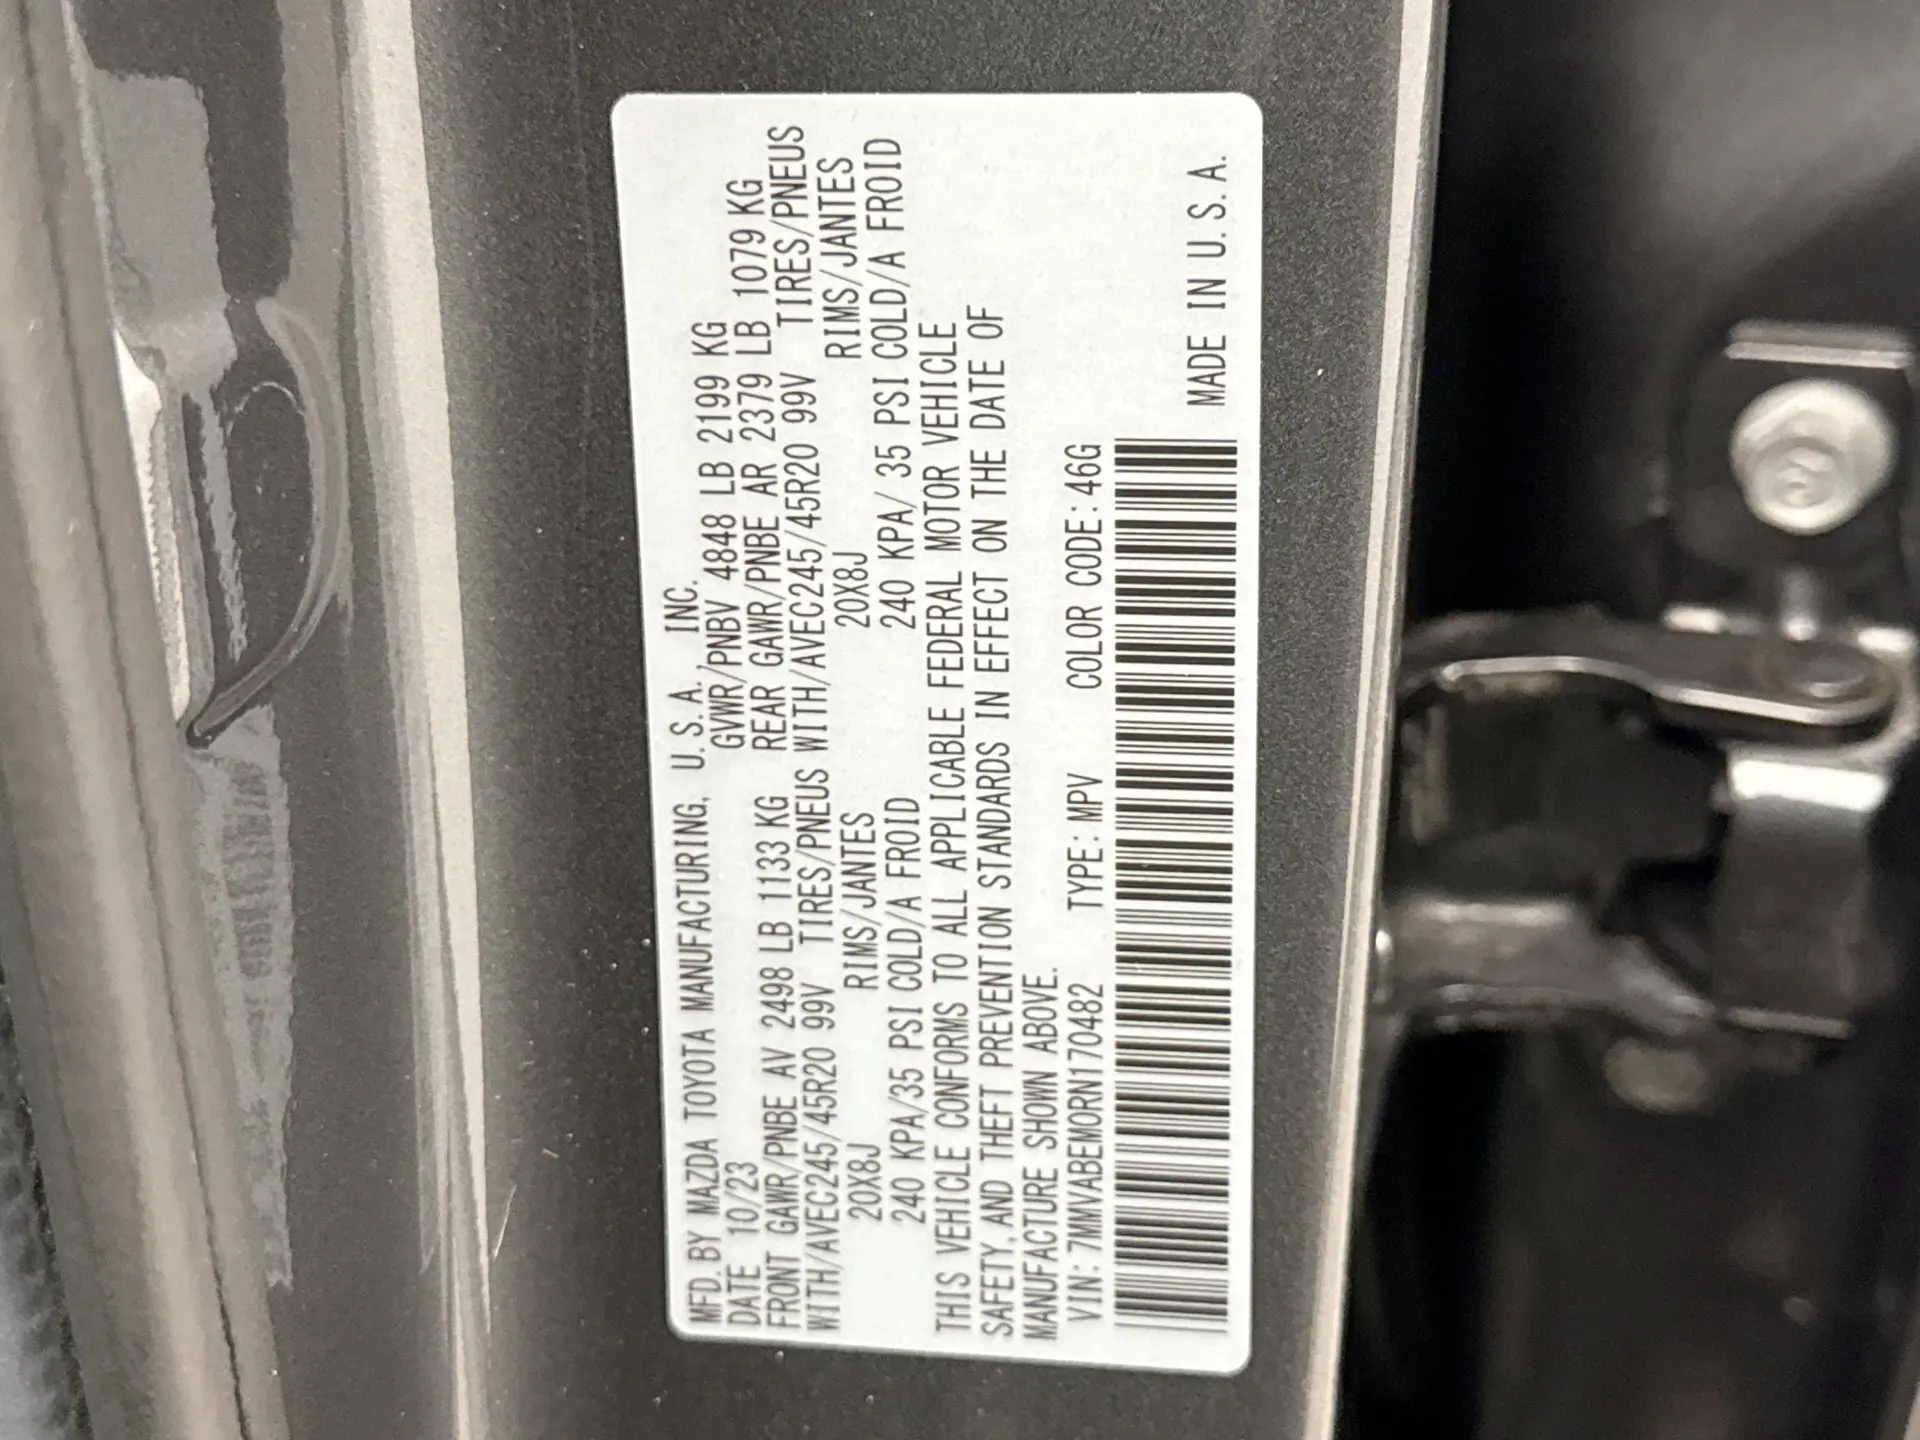 MFD. BY MAZDA TOYOTA MANUFACTURING, U. S. A. INC.
DATE 10/23 GVWR/PNBV 4848 LB 2199 KG
FRONT GAWR/PNBE AV 2498 LB 1133 KG REAR GAWR/PNBE AR 2379 LB 1079 KG
WITH/AVEC245/45R20 99V TIRES/PNEUS WITH/AVEC245/45R20 99V TIRES/PNEUS
20X8J RIMS/JANTES 20X8J RIMS/JANTES
240 KPA/35 PSI COLD/A FROID 240 KPA/ 35 PSI COLD/A FROID
THIS VEHICLE CONFORMS TO ALL APPLICABLE FEDERAL MOTOR VEHICLE
SAFETY, AND THEFT PREVENTION STANDARDS IN EFFECT ON THE DATE OF
MANUFACTURE SHOWN ABOVE.
VIN: 7MMVABEM0RN170482 TYPE: MPV COLOR CODE: 46G
MADE IN U. S. A.